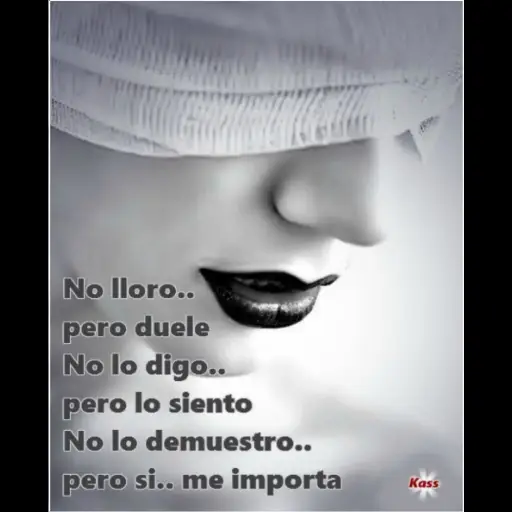 No lloro..
pero duele
No lo digo..
pero lo siento
No lo demuestro..
pero si.. me importa
Kass